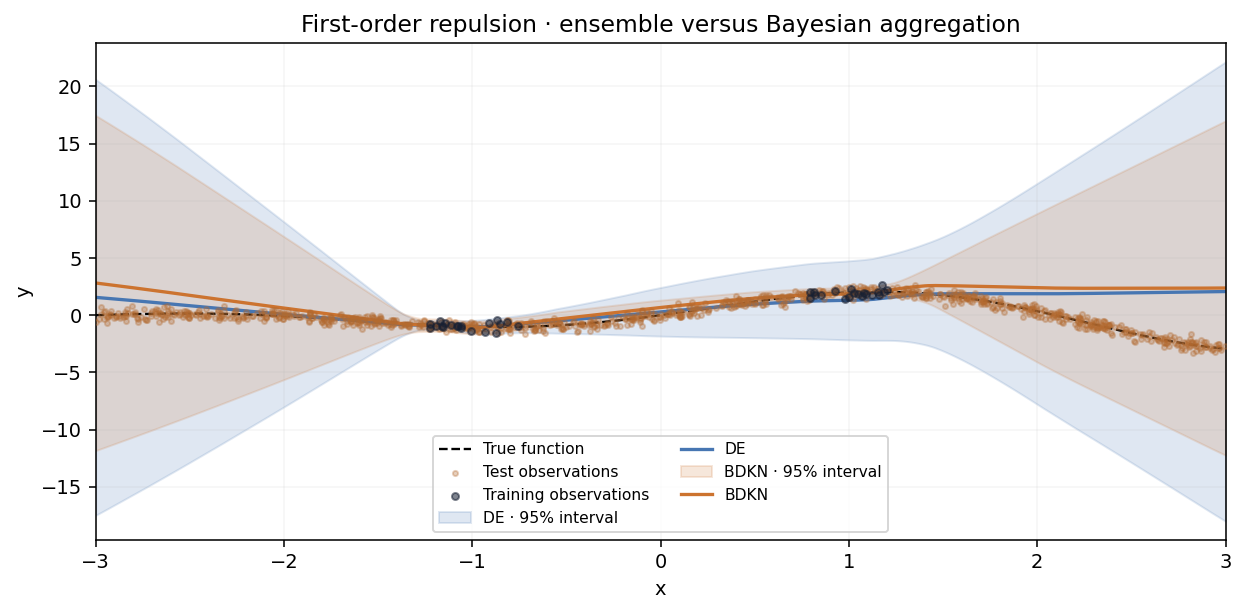 First-order repulsion · ensemble versus Bayesian aggregation
y
20
15
10
5
0
−5
−10
−15
True function
Test observations
Training observations
DE · 95% interval
DE
BDKN · 95% interval
BDKN
−3
−2
−1
0
1
2
3
x